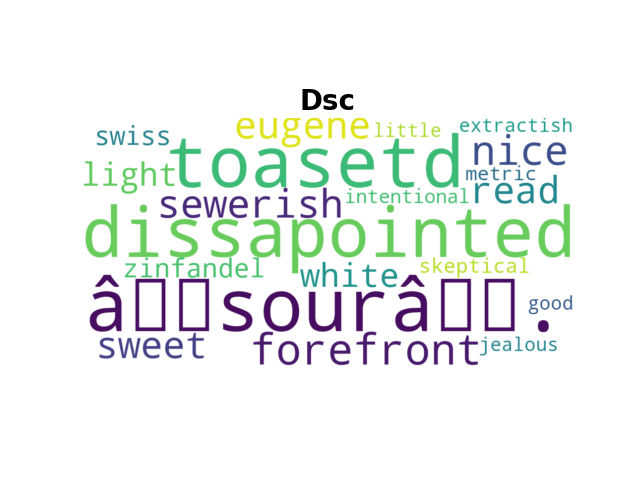 Dsc
eugene little extractish
swiss toasetd nice
light metric
sewerish intentional read
dissapointed
zinfandel white skeptical
â▯▯sourâ▯▯. good
sweet forefront jealous